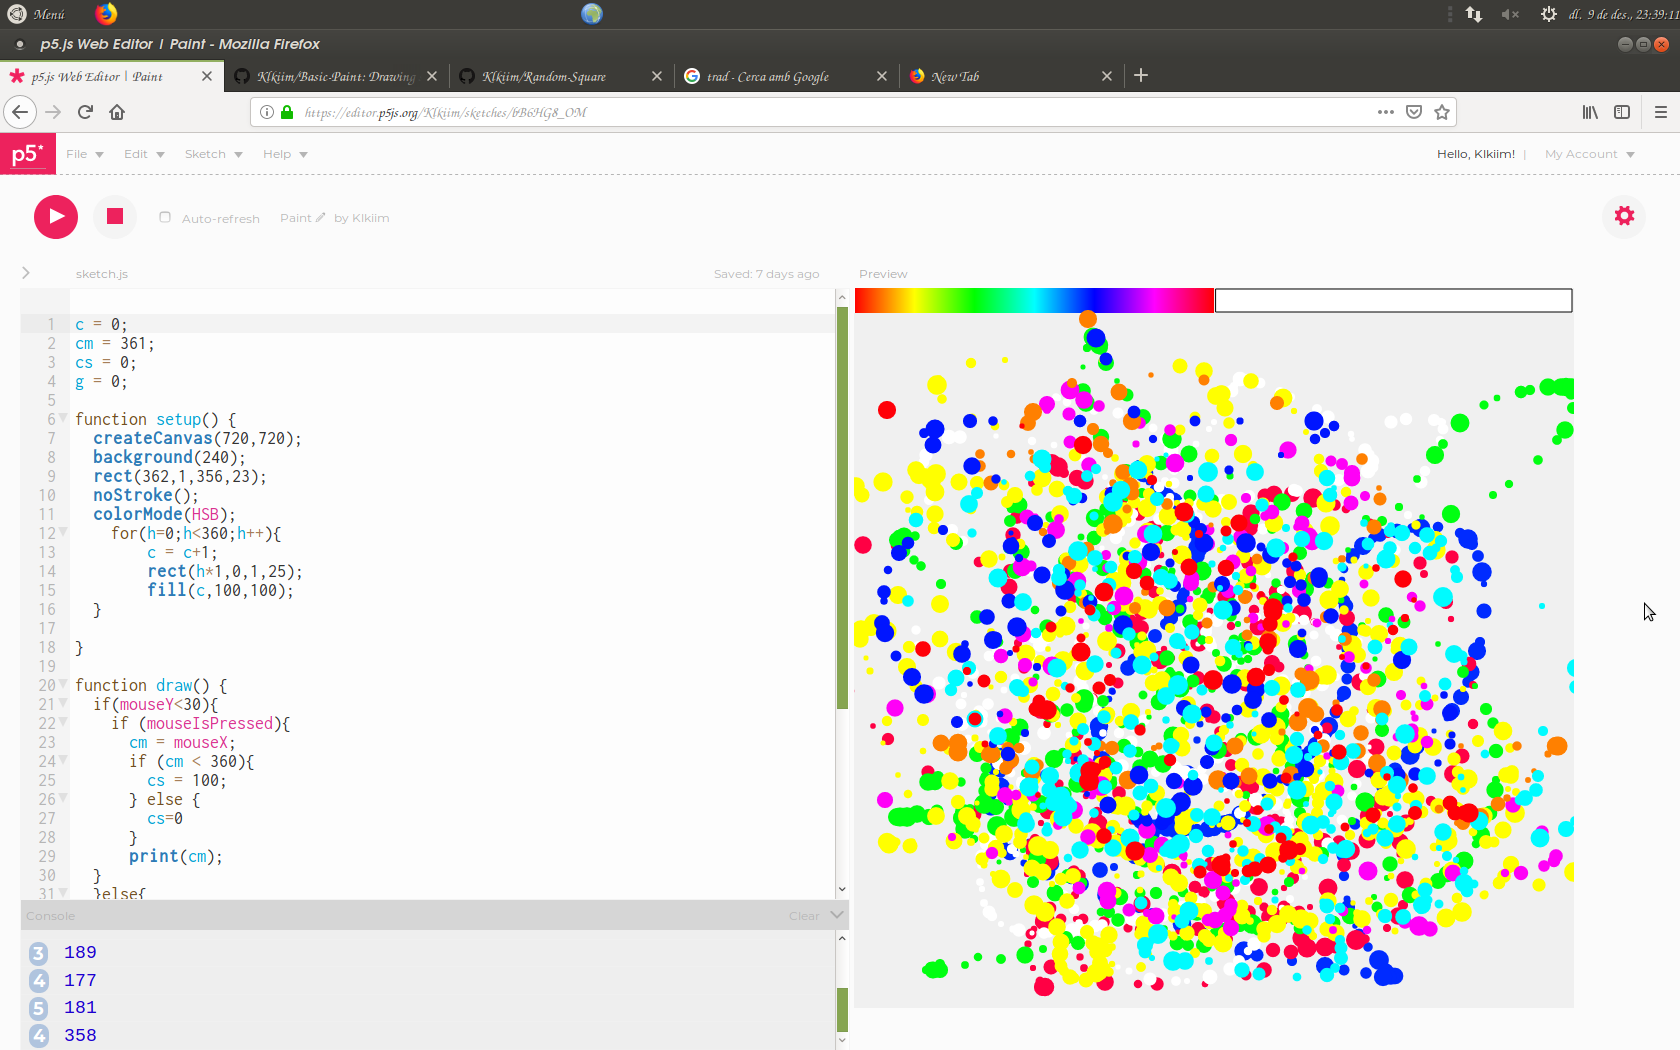 Menú
dl. 9 de des., 23:39:11
p5.js Web Editor | Paint - Mozilla Firefox
p5.js Web Editor | Paint
Klkiim/Basic-Paint: Drawing
Klkiim/Random-Square
trad - Cerca amb Google
New Tab
https://editor.p5js.org/Klkiim/sketches/bB6HG8_OM
p5*
File
Edit
Sketch
Help
Hello, Klkiim! |
My Account
Auto-refresh
Paint
by Klkiim
sketch.js
Saved: 7 days ago
Preview
1 c = 0;
2 cm = 361;
3 cs = 0;
4 g = 0;
5
6 function setup() {
7 createCanvas(720,720);
8 background(240);
9 rect(362,1,356,23);
10 noStroke();
11 colorMode(HSB);
12 for(h=0;h<360;h++){
13 c = c+1;
14 rect(h*1,0,1,25);
15 fill(c,100,100);
16 }
17
18 }
19
20 function draw() {
21 if(mouseY<30){
22 if (mouseIsPressed){
23 cm = mouseX;
24 if (cm < 360){
25 cs = 100;
26 } else {
27 cs=0
28 }
29 print(cm);
30 }
31 }else{
Console
Clear
3 189
4 177
5 181
4 358